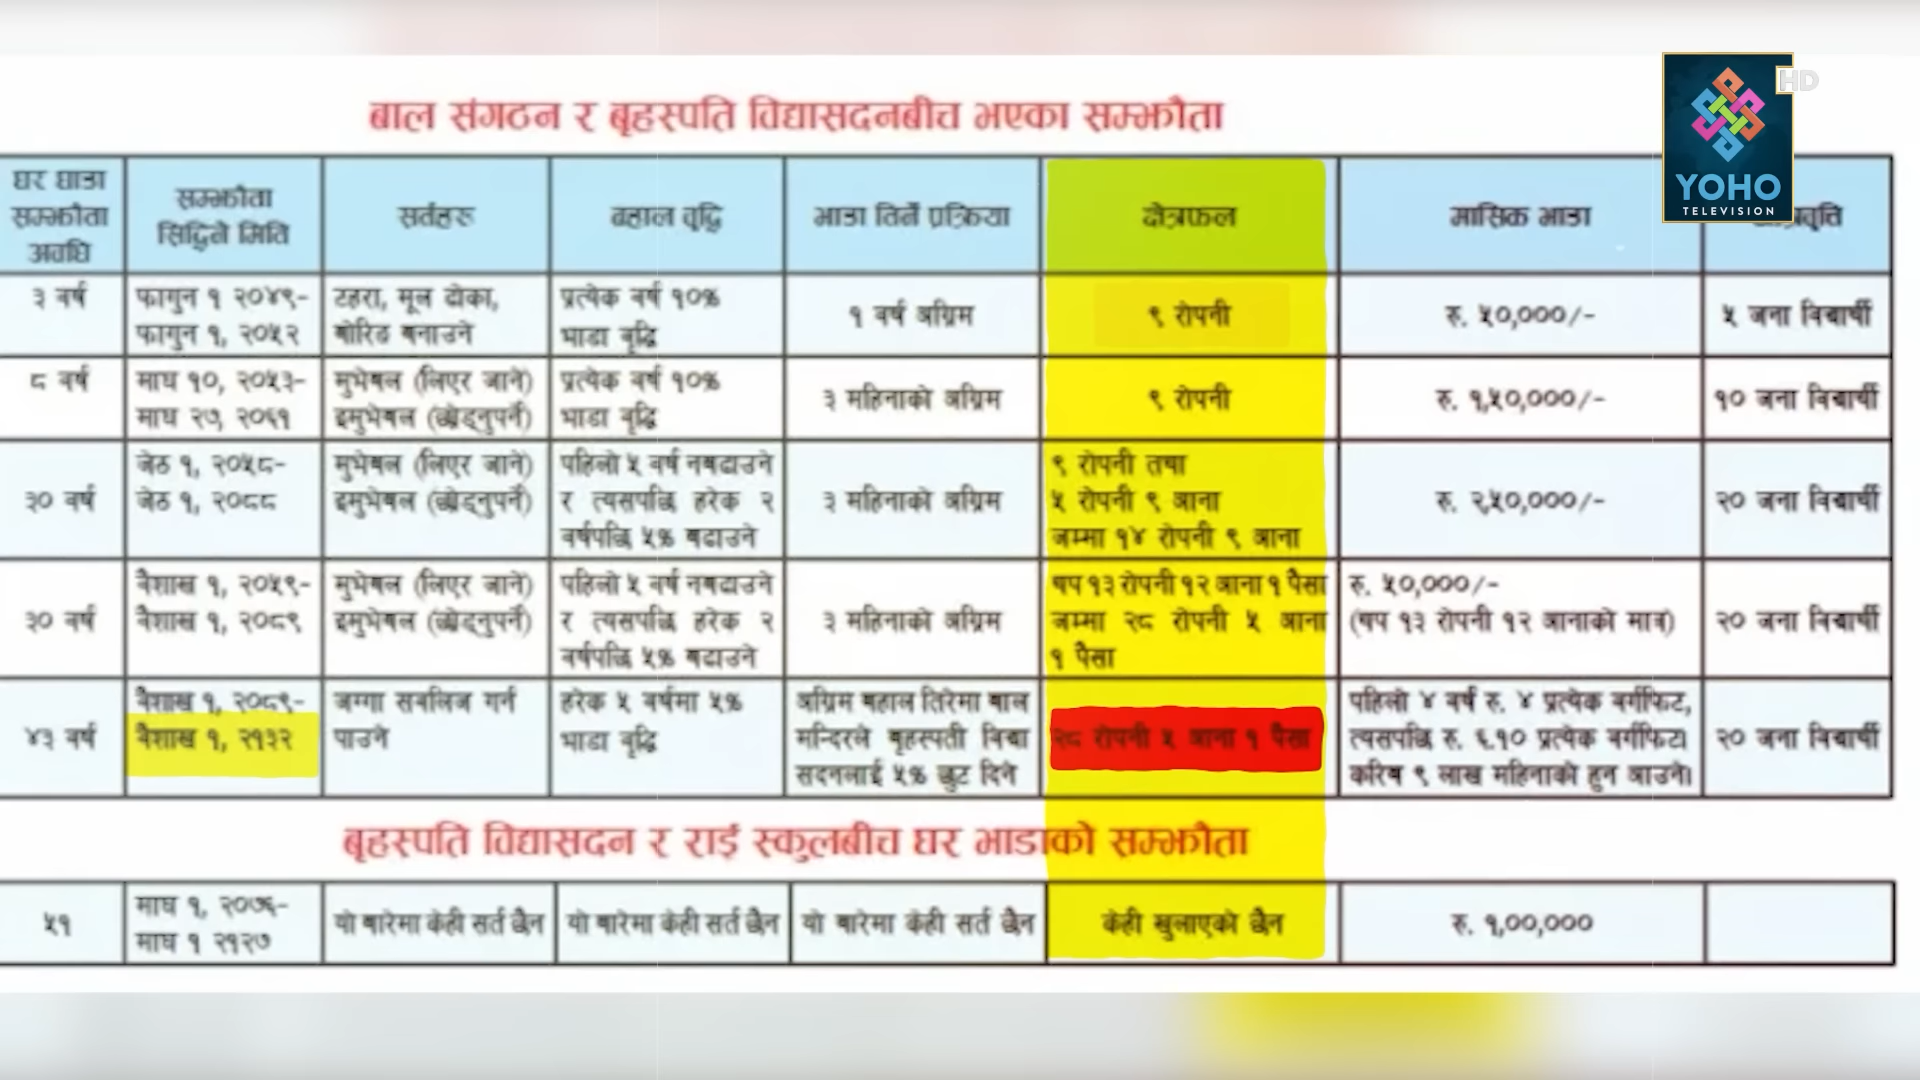 बाल संगठन र बृहस्पति विद्यासदनबीच भएका सम्झौता
YOHO
TELEVISION
HD
घर भाडा
सम्झौता
अवधि
सम्झौता
सिद्धिने मिति
सर्तहरु
बहाल वृद्धि
भाडा तिर्ने प्रक्रिया
क्षेत्रफल
मासिक भाडा
३ वर्ष
फागुन १ २०४९-
फागुन १, २०५२
टहरा, मूल ढोका,
बोरिङ बनाउने
प्रत्येक वर्ष १०%
भाडा वृद्धि
१ वर्ष अग्रिम
९ रोपनी
रु. ५०,०००/-
५ जना विद्यार्थी
८ वर्ष
माघ १०, २०५३-
माघ २७, २०६१
मुभेबल (लिएर जाने)
इमुभेबल (छोड्नुपर्ने)
प्रत्येक वर्ष १०%
भाडा वृद्धि
३ महिनाको अग्रिम
९ रोपनी
रु. १,५०,०००/-
१० जना विद्यार्थी
३० वर्ष
जेठ १, २०५८-
जेठ १, २०८८
मुभेबल (लिएर जाने)
इमुभेबल (छोड्नुपर्ने)
पहिलो ५ वर्ष नबढाउने
र त्यसपछि हरेक २
वर्षपछि ५% बढाउने
३ महिनाको अग्रिम
९ रोपनी तथा
५ रोपनी ९ आना
जम्मा १४ रोपनी ९ आना
रु. २,५०,०००/-
२० जना विद्यार्थी
३० वर्ष
वैशाख १, २०५९-
वैशाख १, २०८९
मुभेबल (लिएर जाने)
इमुभेबल (छोड्नुपर्ने)
पहिलो ५ वर्ष नबढाउने
र त्यसपछि हरेक २
वर्षपछि ५% बढाउने
३ महिनाको अग्रिम
थप १३ रोपनी १२ आना १ पैसा
जम्मा २८ रोपनी ५ आना
१ पैसा
रु. ५०,०००/-
(थप १३ रोपनी १२ आनाको मात्र)
२० जना विद्यार्थी
४३ वर्ष
वैशाख १, २०८९-
वैशाख १, २१३२
जग्गा सबलिज गर्न
पाउने
हरेक ५ वर्षमा ५%
भाडा वृद्धि
अग्रिम बहाल तिरेमा बाल
मन्दिरले बृहस्पती विद्या
सदनलाई ५% छुट दिने
२८ रोपनी ५ आना १ पैसा
पहिलो ४ वर्ष रु. ४ प्रत्येक वर्गफिट,
त्यसपछि रु. ६.१० प्रत्येक वर्गफिट।
करिब ९ लाख महिनाको हुन आउने।
२० जना विद्यार्थी
बृहस्पति विद्यासदन र राई स्कुलबीच घर भाडाको सम्झौता
५१
माघ १, २०७६-
माघ १ २१२७
यो बारेमा केही सर्त छैन
यो बारेमा केही सर्त छैन
यो बारेमा केही सर्त छैन
केही खुलाएको छैन
रु. १,००,०००